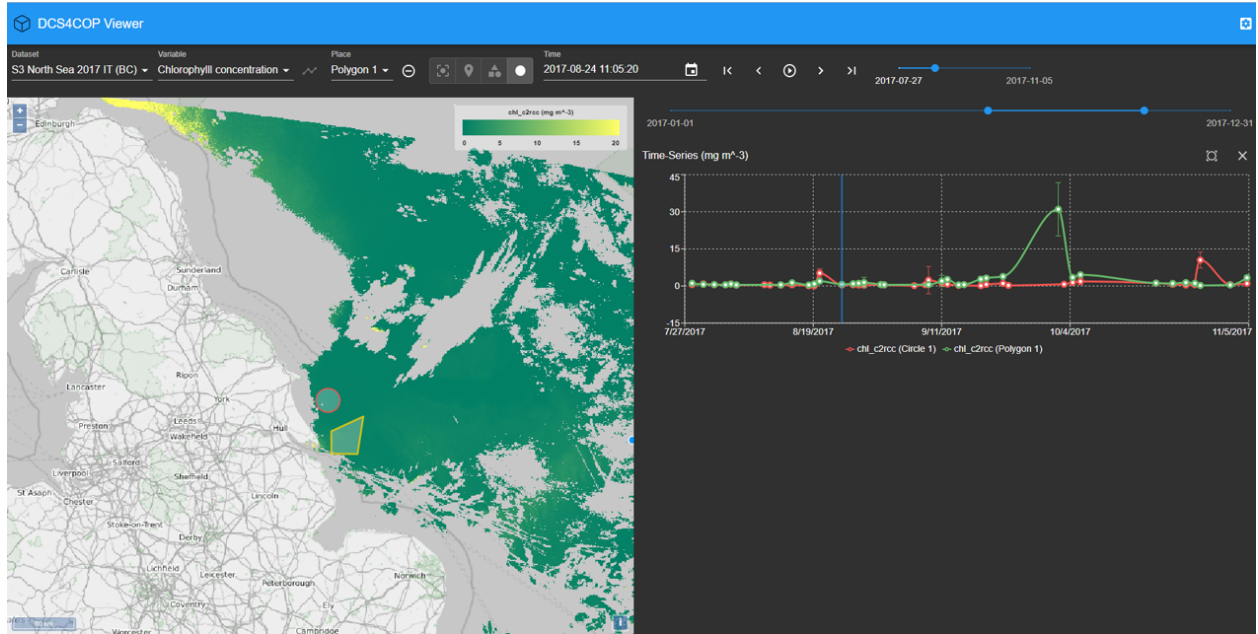 DCS4COP Viewer
Dataset
S3 North Sea 2017 IT (BC)
Variable
Chlorophylll concentration
Place
Polygon 1
Time
2017-08-24 11:05:20
2017-07-27
2017-11-05
2017-01-01
2017-12-31
chl_c2rcc (mg m^-3)
0 5 10 15 20
Edinburgh
Carlisle
Sunderland
Durham
Lancaster
Ripon
York
Preston
Leeds
Hull
Wakefield
Liverpool
Salford
Sheffield
St Asaph
Chester
Lincoln
Stoke-on-Trent
Derby
Lichfield
Leicester
Peterborough
Norwich
Coventry
Ely
Worcester
Cambridge
Time-Series (mg m^-3)
45
30
15
0
-15
7/27/2017 8/19/2017 9/11/2017 10/4/2017 11/5/2017
chl_c2rcc (Circle 1) chl_c2rcc (Polygon 1)